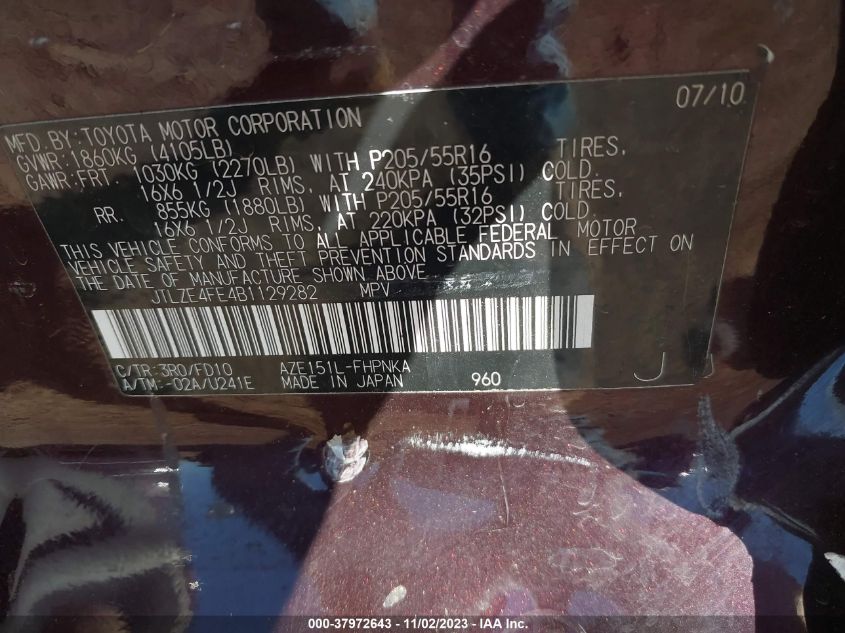 07/10
MFD. BY: TOYOTA MOTOR CORPORATION
GVWR: 1860KG (4105LB)
GAWR: FRT. 1030KG (2270LB) WITH P205/55R16 TIRES,
16X6 1/2J RIMS, AT 240KPA (35PSI) COLD.
RR. 855KG (1880LB) WITH P205/55R16 TIRES,
16X6 1/2J RIMS, AT 220KPA (32PSI) COLD.
THIS VEHICLE CONFORMS TO ALL APPLICABLE FEDERAL MOTOR
VEHICLE SAFETY AND THEFT PREVENTION STANDARDS IN EFFECT ON
THE DATE OF MANUFACTURE SHOWN ABOVE.
JTLZE4FE4B1129282 MPV
C/TR: 3R0/FD10 AZE151L-FHPNKA
A/TM: -02A/U241E MADE IN JAPAN 960
000-37972643 - 11/02/2023 - IAA Inc.